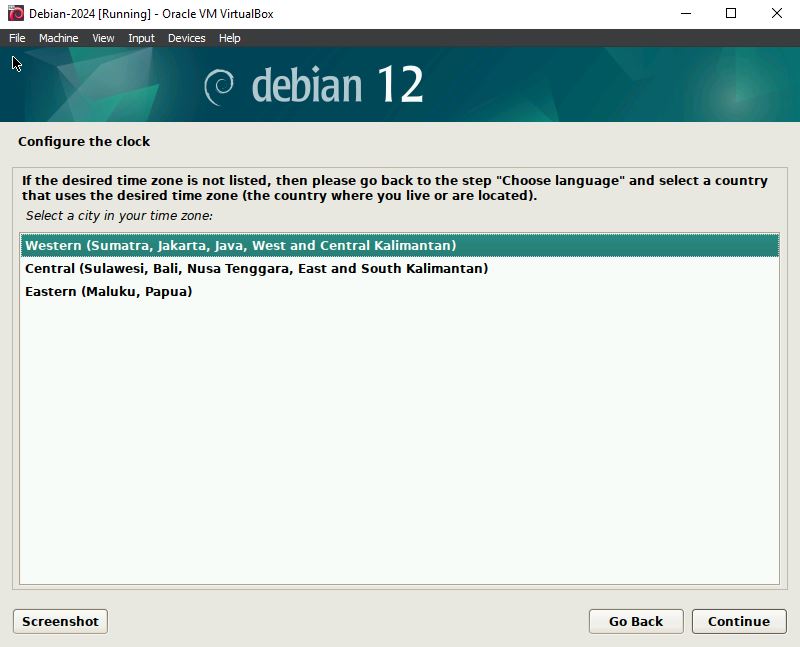 Debian-2024 [Running] - Oracle VM VirtualBox
File Machine View Input Devices Help
debian 12
Configure the clock
If the desired time zone is not listed, then please go back to the step "Choose language" and select a country
that uses the desired time zone (the country where you live or are located).
Select a city in your time zone:
Western (Sumatra, Jakarta, Java, West and Central Kalimantan)
Central (Sulawesi, Bali, Nusa Tenggara, East and South Kalimantan)
Eastern (Maluku, Papua)
Screenshot Go Back Continue